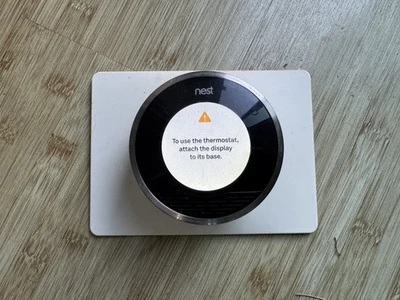 nest
To use the thermostat,
attach the display
to its base.